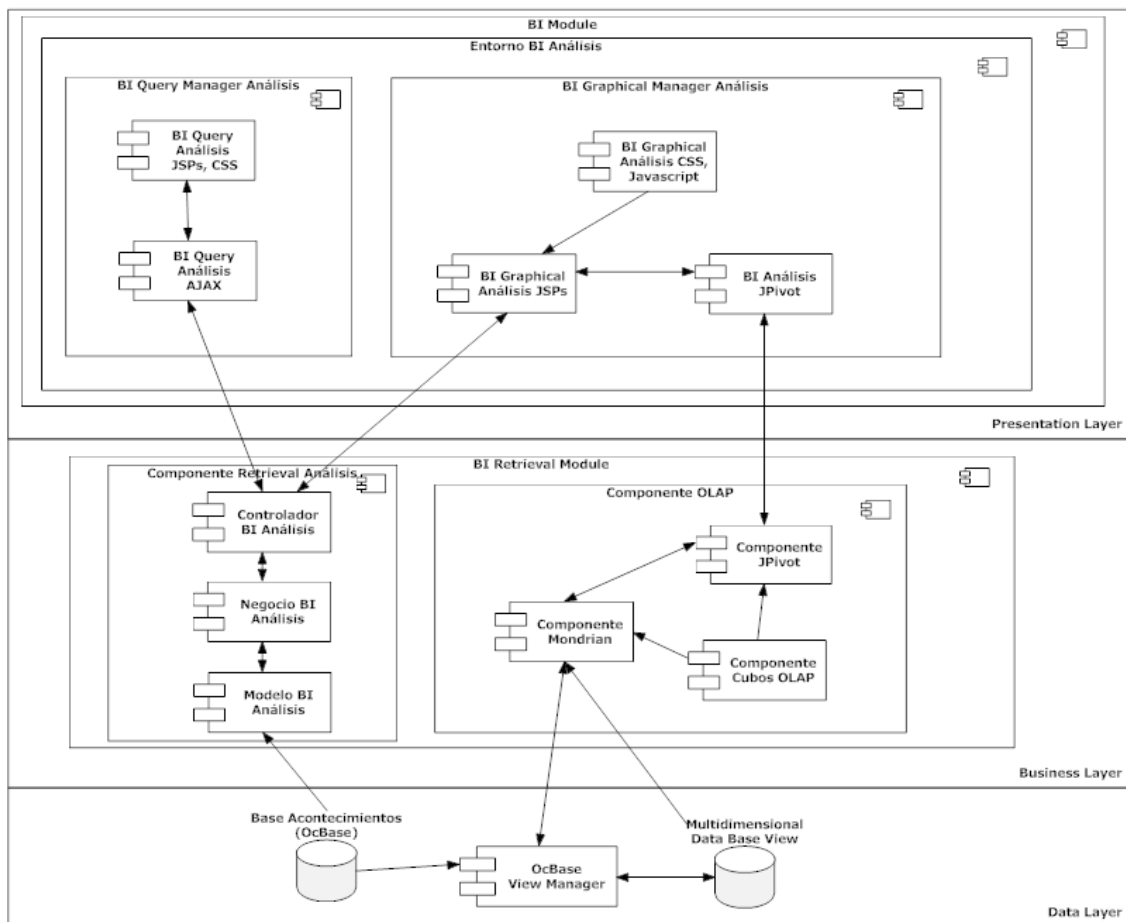 BI Module
Entorno BI Análisis
BI Query Manager Análisis
BI Query
Análisis
JSPs, CSS
BI Query
Análisis
AJAX
BI Graphical Manager Análisis
BI Graphical
Análisis CSS,
Javascript
BI Graphical
Análisis JSPs
BI Análisis
JPivot
Presentation Layer
BI Retrieval Module
Componente Retrieval Análisis
Controlador
BI Análisis
Negocio BI
Análisis
Modelo BI
Análisis
Componente OLAP
Componente
JPivot
Componente
Mondrian
Componente
Cubos OLAP
Business Layer
Base Acontecimientos
(OcBase)
OcBase
View Manager
Multidimensional
Data Base View
Data Layer